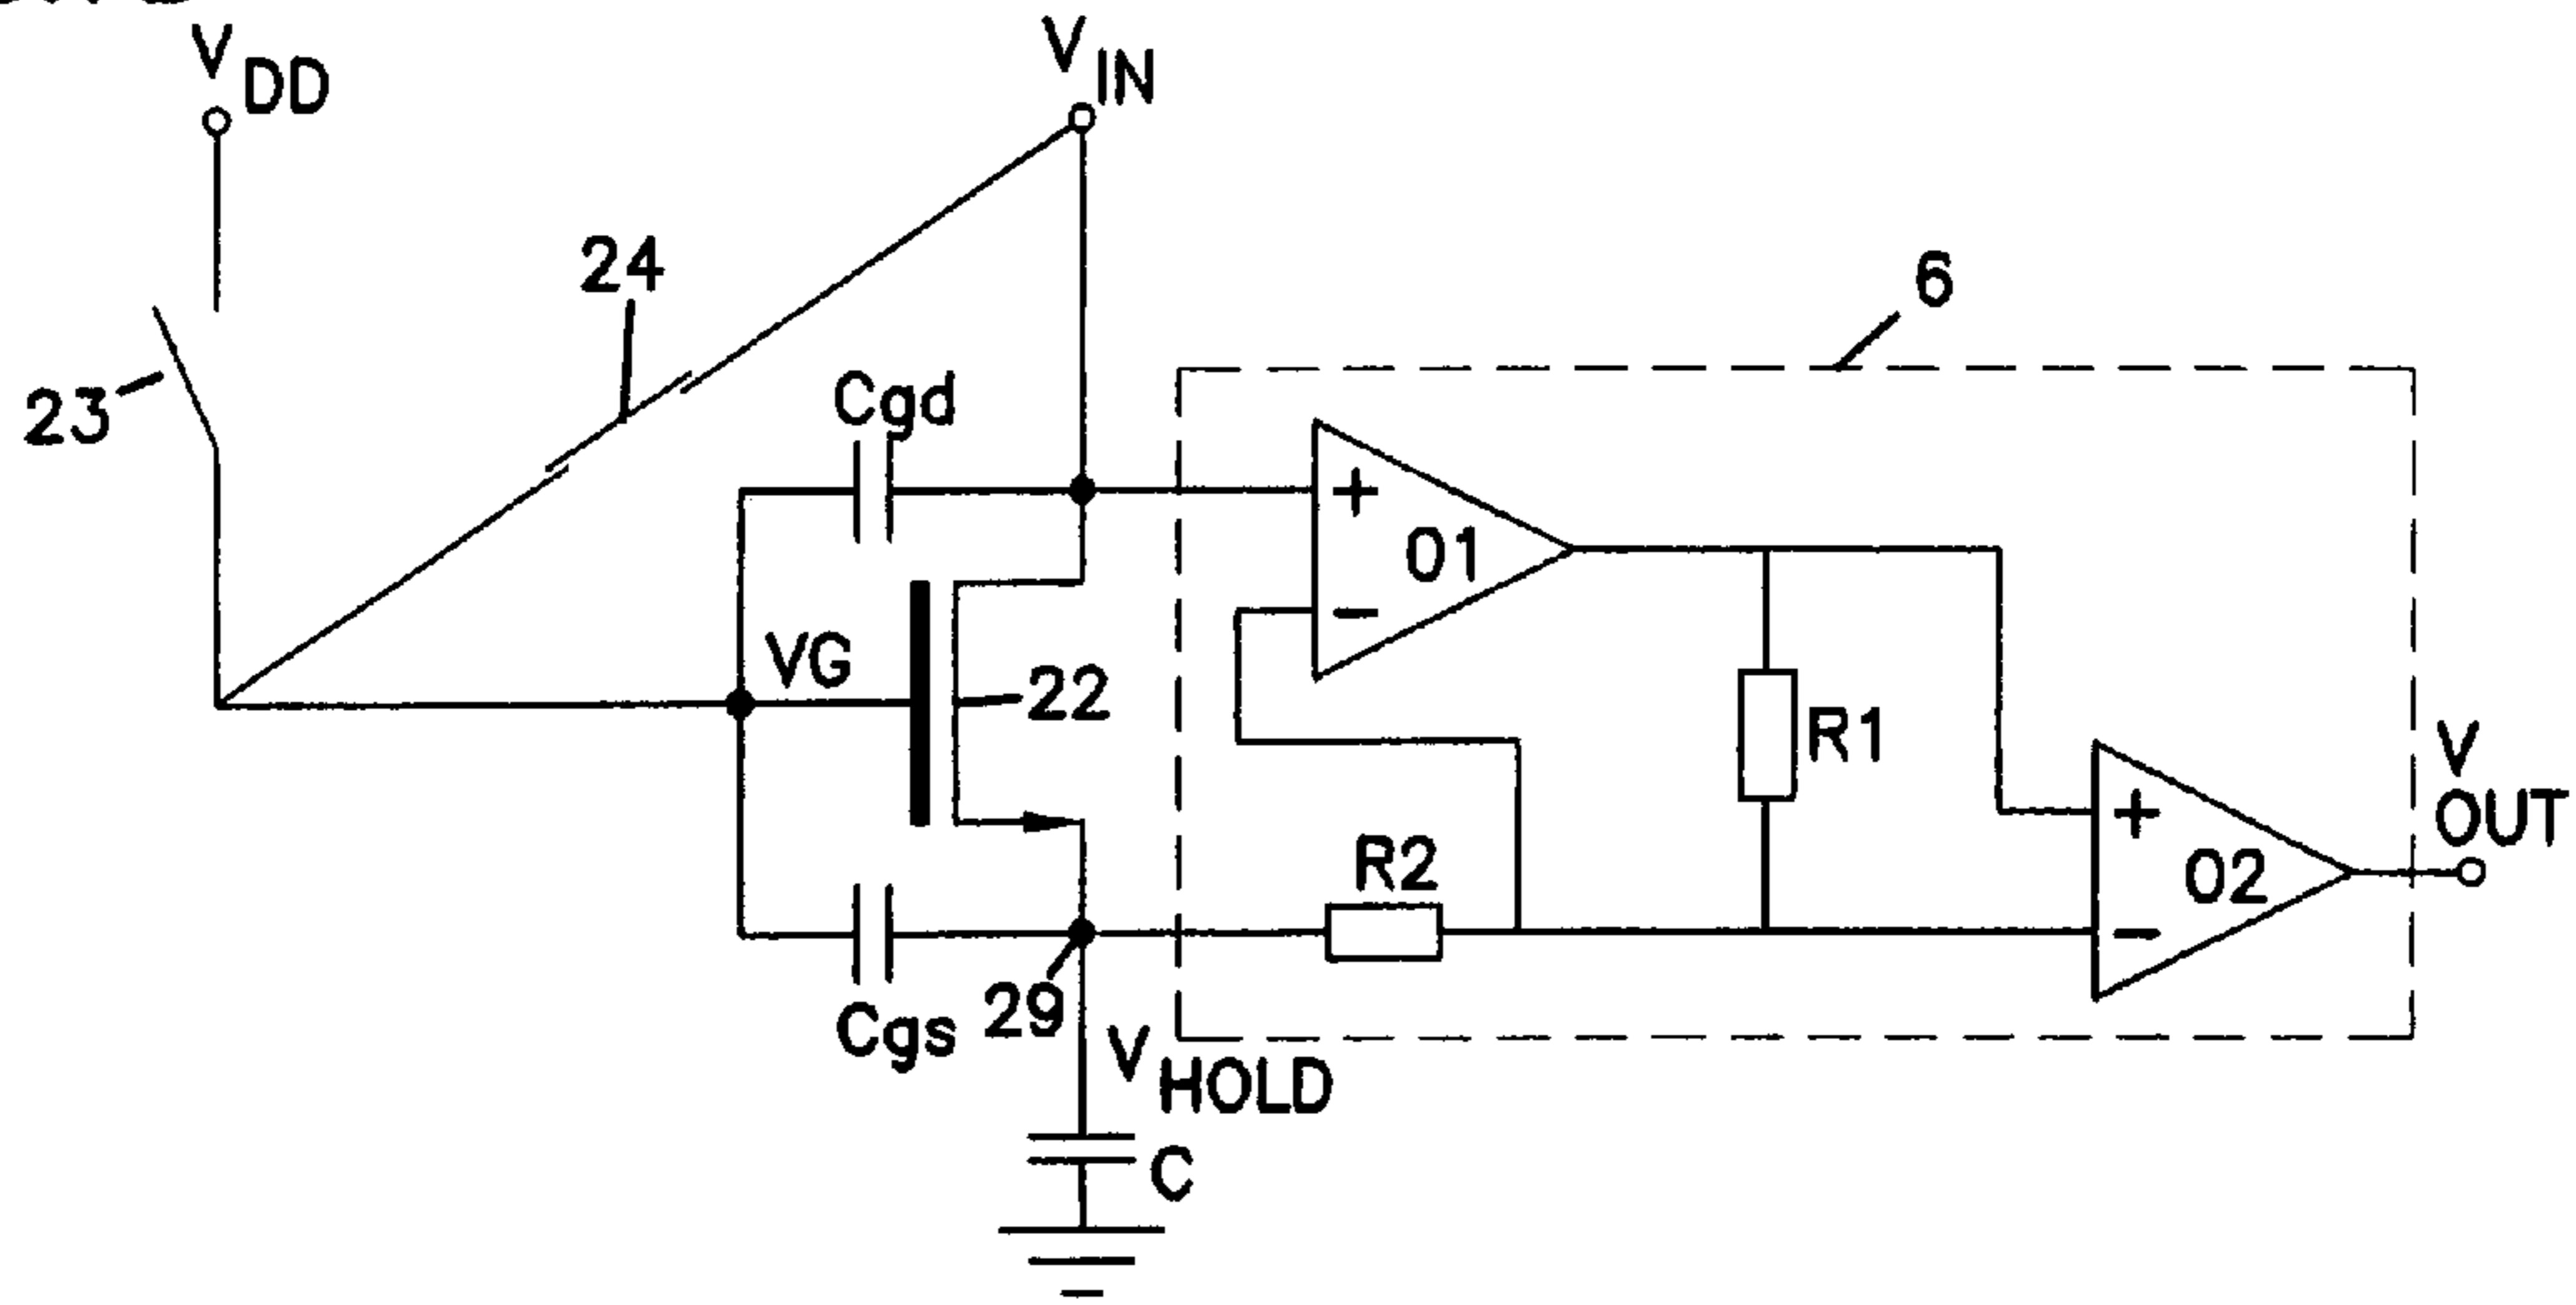 VDD
VIN
24
6
23
Cgd
+
O1
−
VG
22
R1
+
V
OUT
O2
R2
−
29
Cgs
VHOLD
C